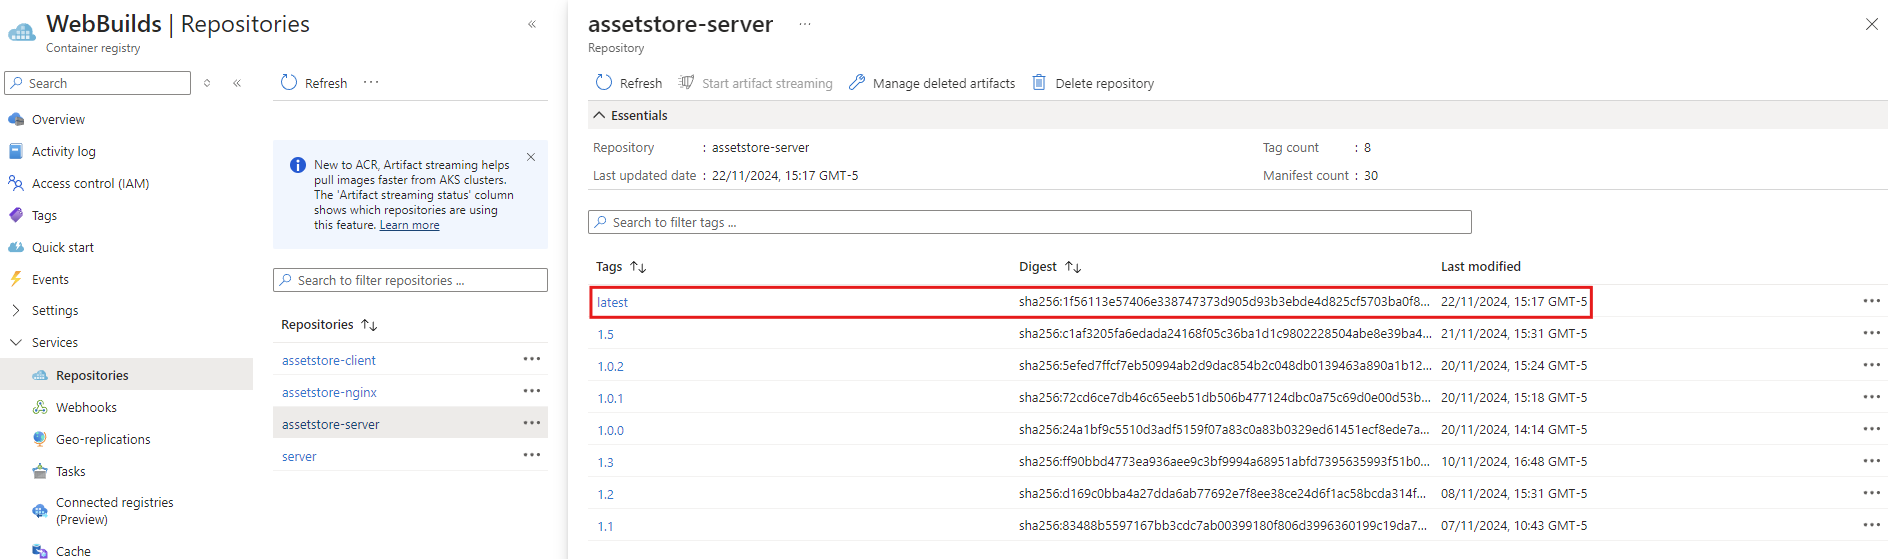 WebBuilds | Repositories
Container registry
«
Search
«
Overview
Activity log
Access control (IAM)
Tags
Quick start
Events
Settings
Services
Repositories
Webhooks
Geo-replications
Tasks
Connected registries
(Preview)
Cache
Refresh ...
New to ACR, Artifact streaming helps
pull images faster from AKS clusters.
The 'Artifact streaming status' column
shows which repositories are using
this feature. Learn more
Search to filter repositories ...
Repositories
assetstore-client ...
assetstore-nginx ...
assetstore-server ...
server ...
assetstore-server ...
Repository
Refresh Start artifact streaming Manage deleted artifacts Delete repository
Essentials
Repository : assetstore-server Tag count : 8
Last updated date : 22/11/2024, 15:17 GMT-5 Manifest count : 30
Search to filter tags ...
Tags Digest Last modified
latest sha256:1f56113e57406e338747373d905d93b3ebde4d825cf5703ba0f8... 22/11/2024, 15:17 GMT-5 ...
1.5 sha256:c1af3205fa6edada24168f05c36ba1d1c9802228504abe8e39ba4... 21/11/2024, 15:31 GMT-5 ...
1.0.2 sha256:5efed7ffcf7eb50994ab2d9dac854b2c048db0139463a890a1b12... 20/11/2024, 15:24 GMT-5 ...
1.0.1 sha256:72cd6ce7db46c65eeb51db506b477124dbc0a75c69d0e00d53b... 20/11/2024, 15:18 GMT-5 ...
1.0.0 sha256:24a1bf9c5510d3adf5159f07a83c0a83b0329ed61451ecf8ede7a... 20/11/2024, 14:14 GMT-5 ...
1.3 sha256:ff90bbd4773ea936aee9c3bf9994a68951abfd7395635993f51b0... 10/11/2024, 16:48 GMT-5 ...
1.2 sha256:d169c0bba4a27dda6ab77692e7f8ee38ce24d6f1ac58bcda314f... 08/11/2024, 15:31 GMT-5 ...
1.1 sha256:83488b5597167bb3cdc7ab00399180f806d3996360199c19da7... 07/11/2024, 10:43 GMT-5 ...